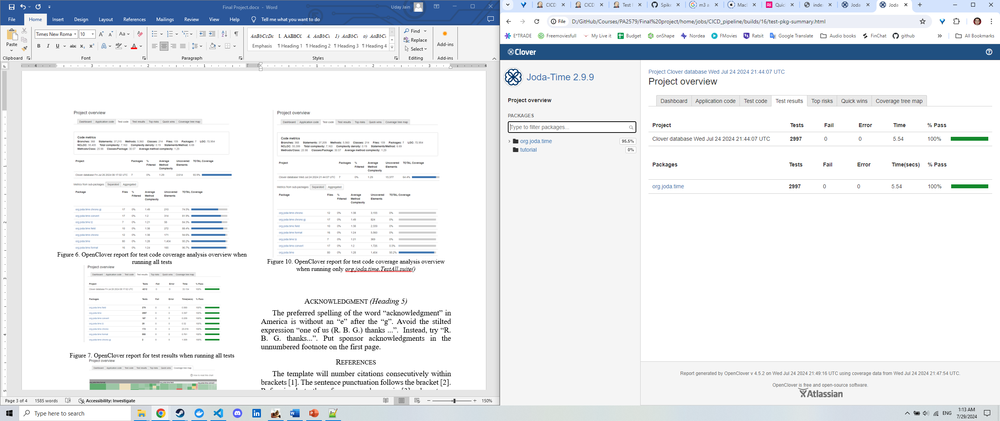 Final Project.docx - Word
Uday Jain
File Home Insert Design Layout References Mailings Review View Help Tell me what you want to do
Paste
Times New Roma 10
Find
Replace
Select
Add-ins
AaBbCcDc I. AABBCC A. AaBbCc 1) AaBbC a) AaBbC
Emphasis ¶ Heading 1 ¶ Heading 2 ¶ Heading 3 ¶ Heading 4
Clipboard Font Paragraph Styles Editing Add-ins
Project overview
Dashboard Application code Test code Test results Top risks Quick wins Coverage tree map
Code metrics
Branches: 368 Statements: 37,215 Methods: 5,560 Classes: 214 Files: 159 Packages: 7 LOC: 72,954
NCLOC: 55,405 Total complexity: 7,163 Complexity density: 0.19 Statements/Method: 6.69
Methods/Class: 25.98 Classes/Package: 30.57 Average method complexity: 1.29
Project Packages % Filtered Average Method Complexity Uncovered Elements TOTAL Coverage
Clover database Fri Jul 26 2024 08:17:02 UTC 7 0% 1.29 2,614 93.9%
Metrics from sub-packages Separated Aggregated
Package Files % Filtered Average Method Complexity Uncovered Elements TOTAL Coverage
org.joda.time.chrono.gj 17 0% 1.49 210 74.5%
org.joda.time.convert 17 0% 1.2 314 81.9%
org.joda.time.tz 7 0% 1.21 58 84.3%
org.joda.time.field 10 0% 1.38 272 88.4%
org.joda.time.chrono 12 0% 1.38 171 94.6%
org.joda.time 80 0% 1.28 1,404 95.2%
org.joda.time.format 16 0% 1.24 185 96.7%
Figure 6. OpenClover report for test code coverage analysis overview when
running all tests
Project overview
Dashboard Application code Test code Test results Top risks Quick wins Coverage tree map
Project Tests Fail Error Time % Pass
Clover database Fri Jul 26 2024 08:17:02 UTC 4212 0 0 33.134 100%
Packages Tests Fail Error Time(secs) % Pass
org.joda.time.field 279 0 0 0.069 100%
org.joda.time 2997 0 0 5.397 100%
org.joda.time.convert 187 0 0 0.259 100%
org.joda.time.tz 25 0 0 0.32 100%
org.joda.time.chrono 172 0 0 25.019 100%
org.joda.time.format 550 0 0 0.761 100%
org.joda.time.chrono.gj 2 0 0 1.309 100%
Figure 7. OpenClover report for test results when running all tests
Project overview
Dashboard Application code Test code Test results Top risks Quick wins Coverage tree map
How to read this chart
org.joda.time.format org.joda.time.field org.joda.time.convert
Project overview
Dashboard Application code Test code Test results Top risks Quick wins Coverage tree map
Code metrics
Branches: 368 Statements: 37,209 Methods: 5,560 Classes: 214 Files: 159 Packages: 7 LOC: 72,954
NCLOC: 55,399 Total complexity: 7,163 Complexity density: 0.19 Statements/Method: 6.69
Methods/Class: 25.98 Classes/Package: 30.57 Average method complexity: 1.29
Project Packages % Filtered Average Method Complexity Uncovered Elements TOTAL Coverage
Clover database Wed Jul 24 2024 21:44:07 UTC 7 0% 1.29 15,377 64.4%
Metrics from sub-packages Separated Aggregated
Package Files % Filtered Average Method Complexity Uncovered Elements TOTAL Coverage
org.joda.time.chrono 12 0% 1.38 3,155 0%
org.joda.time.chrono.gj 17 0% 1.49 824 0%
org.joda.time.field 10 0% 1.38 2,339 0%
org.joda.time.format 16 0% 1.24 5,560 0%
org.joda.time.tz 7 0% 1.21 369 0%
org.joda.time.convert 17 0% 1.2 1,726 0.3%
org.joda.time 80 0% 1.28 1,404 95.2%
Figure 10. OpenClover report for test code coverage analysis overview
when running only org.joda.time.TestAll.suite()
ACKNOWLEDGMENT (Heading 5)
The preferred spelling of the word “acknowledgment” in
America is without an “e” after the “g”. Avoid the stilted
expression “one of us (R. B. G.) thanks ...”. Instead, try “R.
B. G. thanks...”. Put sponsor acknowledgments in the
unnumbered footnote on the first page.
REFERENCES
The template will number citations consecutively within
brackets [1]. The sentence punctuation follows the bracket [2].
Page 3 of 4 1585 words Accessibility: Investigate 150%
CICD CICD Test Spike m3 a Mac Quic inde Joda Joda
File D:/GitHub/Courses/PA2579/Final%20project/home/jobs/CICD_pipeline/builds/16/test-pkg-summary.html
E*TRADE Freemoviesfull My Live it Budget onShape Nordea FMovies Ratsit Google Translate Audio books FinChat github » All Bookmarks
Clover
Joda-Time 2.9.9
Project overview
PACKAGES
Type to filter packages...
org.joda.time 95.5%
tutorial 0%
Project Clover database Wed Jul 24 2024 21:44:07 UTC
Project overview
Dashboard Application code Test code Test results Top risks Quick wins Coverage tree map
Project Tests Fail Error Time % Pass
Clover database Wed Jul 24 2024 21:44:07 UTC 2997 0 0 5.54 100%
Packages Tests Fail Error Time(secs) % Pass
org.joda.time 2997 0 0 5.54 100%
Report generated by OpenClover v 4.5.2 on Wed Jul 24 2024 21:49:16 UTC using coverage data from Wed Jul 24 2024 21:47:54 UTC.
OpenClover is free and open-source software.
Atlassian
Type here to search
ENG
1:13 AM
7/29/2024